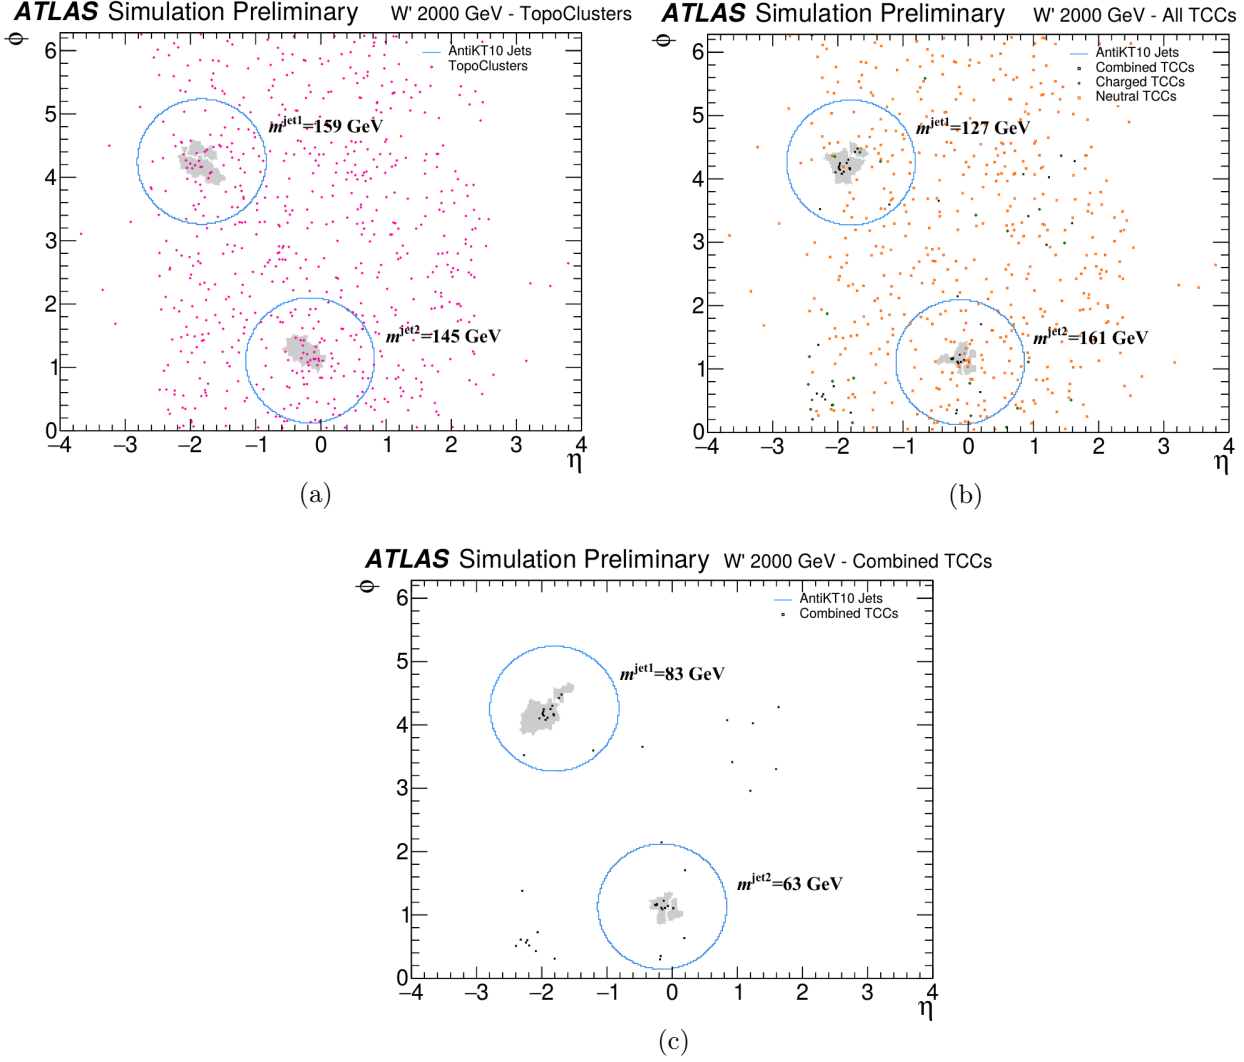 ATLAS Simulation Preliminary W' 2000 GeV - TopoClusters
ϕ
6
5
4
3
2
1
0
AntiKT10 Jets
TopoClusters
m^jet1=159 GeV
m^jet2=145 GeV
−4 −3 −2 −1 0 1 2 3 4
η
(a)
ATLAS Simulation Preliminary W' 2000 GeV - All TCCs
ϕ
6
5
4
3
2
1
0
AntiKT10 Jets
Combined TCCs
Charged TCCs
Neutral TCCs
m^jet1=127 GeV
m^jet2=161 GeV
−4 −3 −2 −1 0 1 2 3 4
η
(b)
ATLAS Simulation Preliminary W' 2000 GeV - Combined TCCs
ϕ
6
5
4
3
2
1
0
AntiKT10 Jets
Combined TCCs
m^jet1=83 GeV
m^jet2=63 GeV
−4 −3 −2 −1 0 1 2 3 4
η
(c)